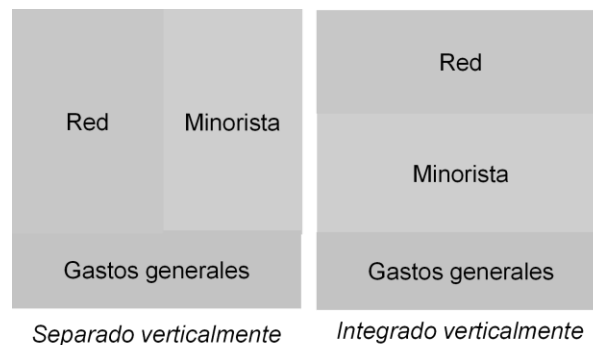 Red
Minorista
Gastos generales
Separado verticalmente
Red
Minorista
Gastos generales
Integrado verticalmente